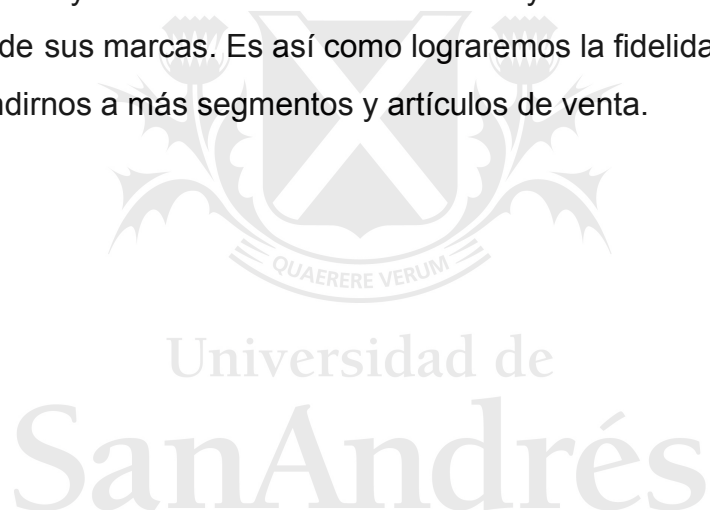 de sus marcas. Es así como lograremos la
ndirnos a más segmentos y artículos de venta.
QUAERERE VERUM
Universidad de
SanAndrés